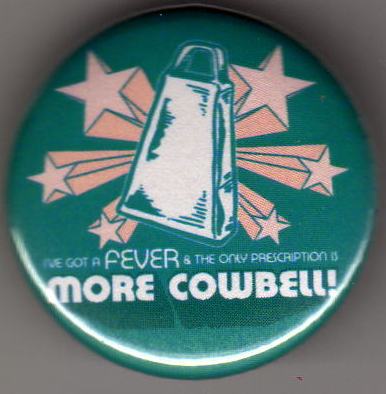 I'VE GOT A FEVER & THE ONLY PRESCRIPTION IS
MORE COWBELL!